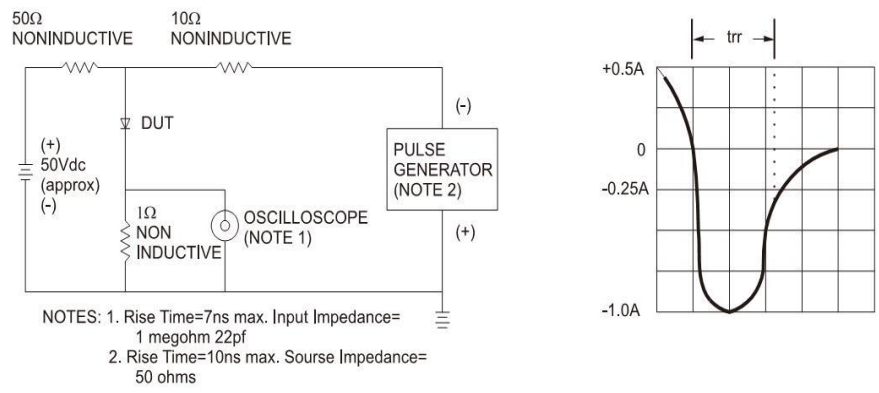 50Ω
NONINDUCTIVE
10Ω
NONINDUCTIVE
DUT
(+)
50Vdc
(approx)
(-)
1Ω
NON
INDUCTIVE
OSCILLOSCOPE
(NOTE 1)
(-)
PULSE
GENERATOR
(NOTE 2)
(+)
NOTES: 1. Rise Time=7ns max. Input Impedance=
1 megohm 22pf
2. Rise Time=10ns max. Sourse Impedance=
50 ohms
trr
+0.5A
0
-0.25A
-1.0A